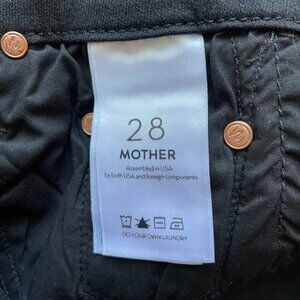 28
MOTHER
Assembled in USA
by both USA and foreign components
DO YOUR OWN LAUNDRY